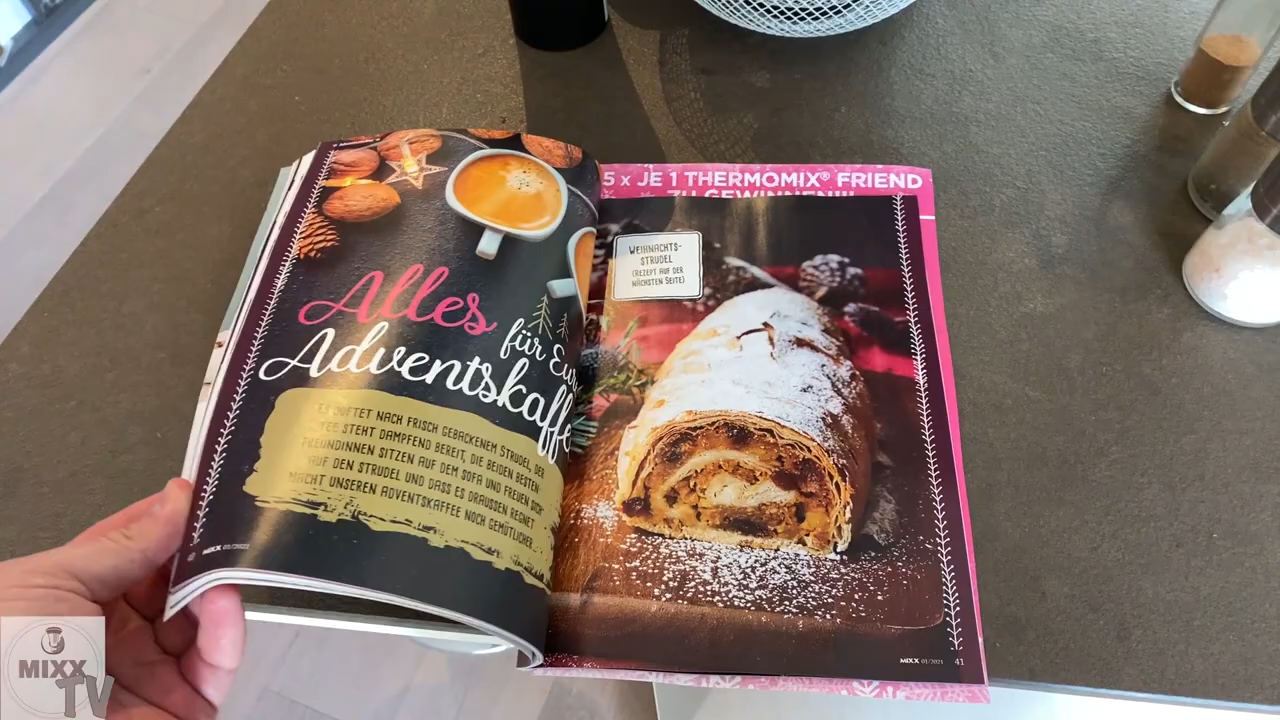 Alles
für Eure
Adventskaffee
ES DUFTET NACH FRISCH GEBACKENEM STRUDEL, DER
STEHT DAMPFEND BEREIT, DIE BEIDEN BESTEN
FREUNDINNEN SITZEN AUF DEM SOFA UND FREUEN SICH
AUF DEN STRUDEL UND DASS ES DRAUSSEN REGNET,
MACHT UNSEREN ADVENTSKAFFEE NOCH GEMÜTLICHER.
MIXX 01/2021
5 x JE 1 THERMOMIX® FRIEND
ZU GEWINNEN!!!
WEIHNACHTS-
STRUDEL
(REZEPT AUF DER
NÄCHSTEN SEITE)
MIXX 01/2021 41
MIXX
TV